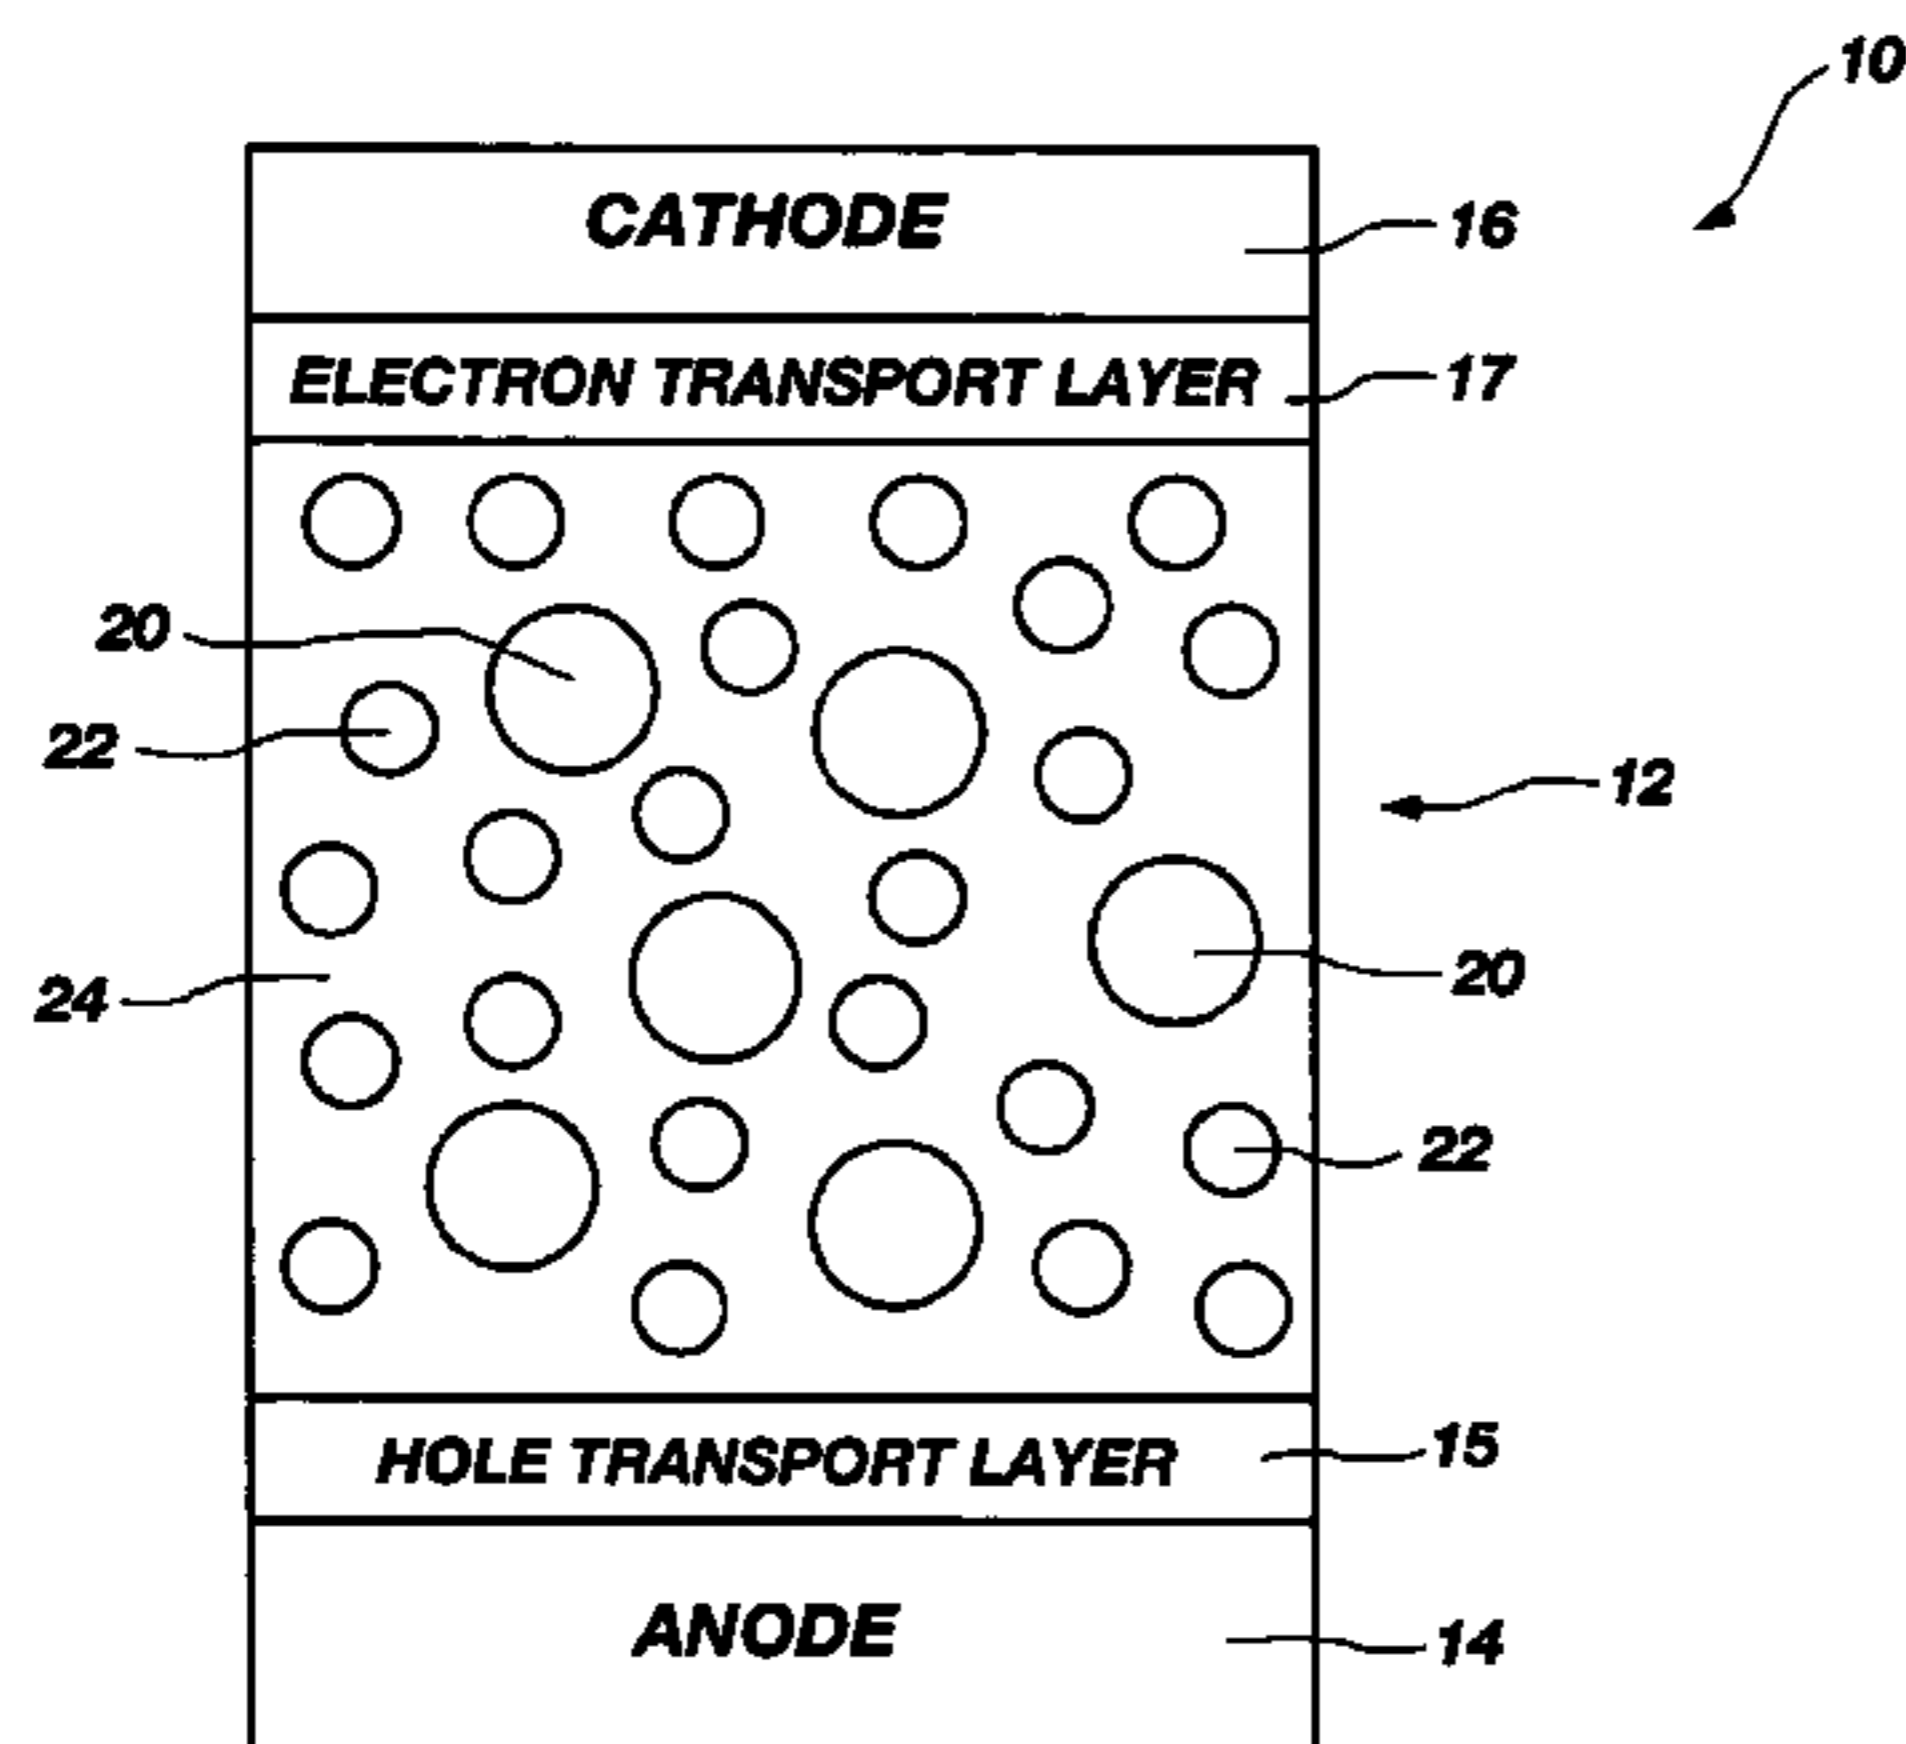 10
CATHODE
16
ELECTRON TRANSPORT LAYER
17
20
22
12
24
20
22
HOLE TRANSPORT LAYER
15
ANODE
14